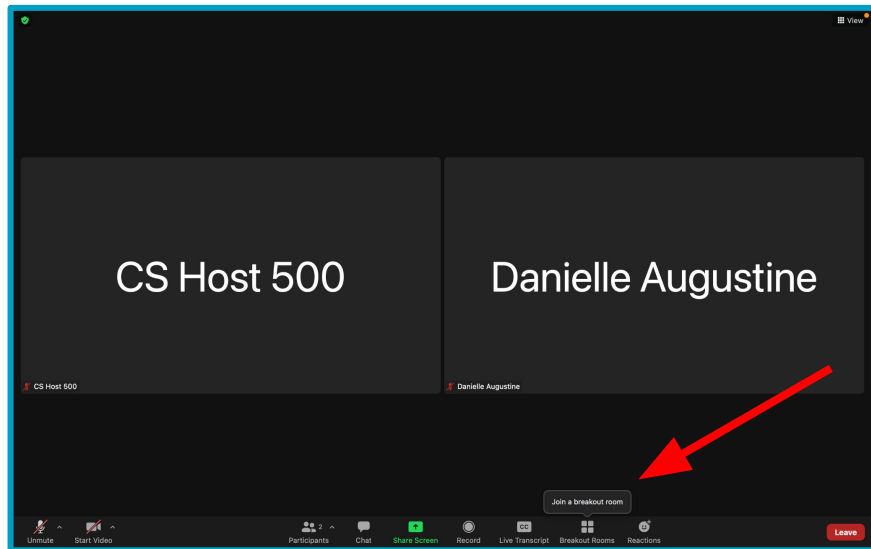 View
CS Host 500
Danielle Augustine
CS Host 500
Danielle Augustine
Join a breakout room
Unmute
Start Video
2
Participants
Chat
Share Screen
Record
CC
Live Transcript
Breakout Rooms
Reactions
Leave